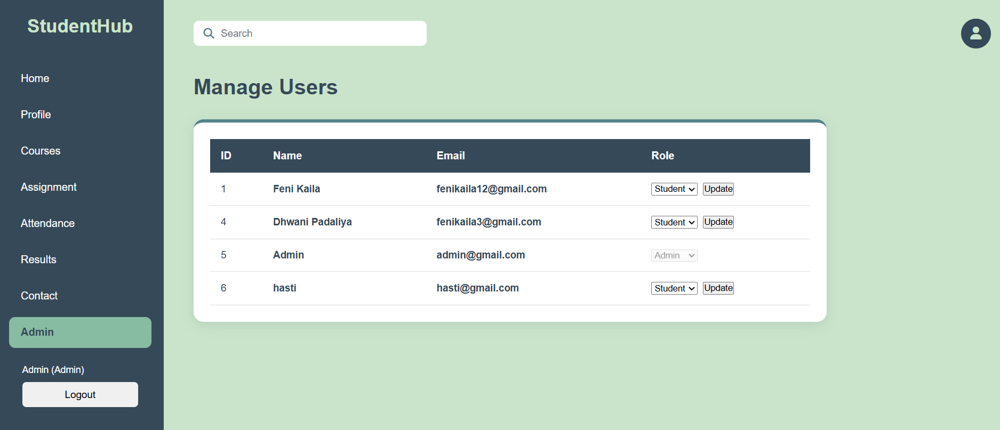 StudentHub
Home
Profile
Courses
Assignment
Attendance
Results
Contact
Admin
Admin (Admin)
Logout
Search
Manage Users
ID Name Email Role
1 Feni Kaila fenikaila12@gmail.com Student Update
4 Dhwani Padaliya fenikaila3@gmail.com Student Update
5 Admin admin@gmail.com Admin
6 hasti hasti@gmail.com Student Update